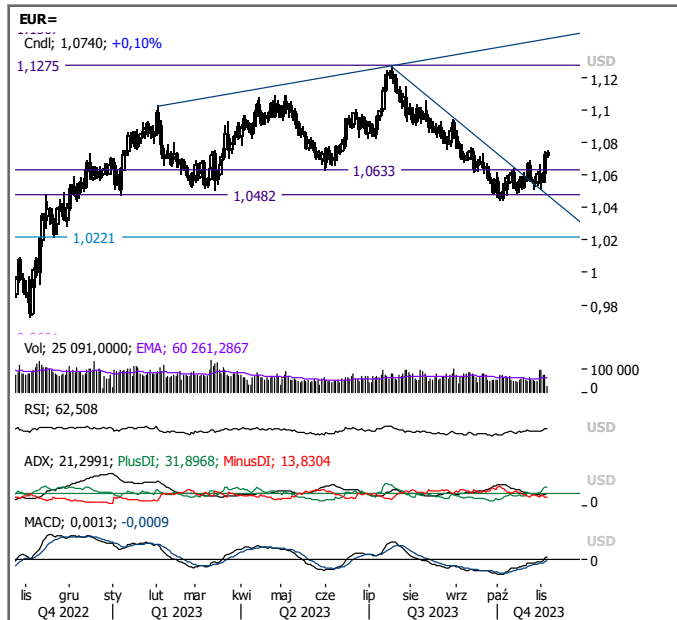 EUR=
Cndl; 1,0740; +0,10%
USD
1,1275
1,12
1,1
1,08
1,0633
1,06
1,0482
1,04
1,0221
1,02
1
0,98
Vol; 25 091,0000; EMA; 60 261,2867
100 000
0
RSI; 62,508
USD
ADX; 21,2991; PlusDI; 31,8968; MinusDI; 13,8304
USD
0
MACD; 0,0013; -0,0009
USD
0
lis gru sty lut mar kwi maj cze lip sie wrz paź lis
Q4 2022 Q1 2023 Q2 2023 Q3 2023 Q4 2023